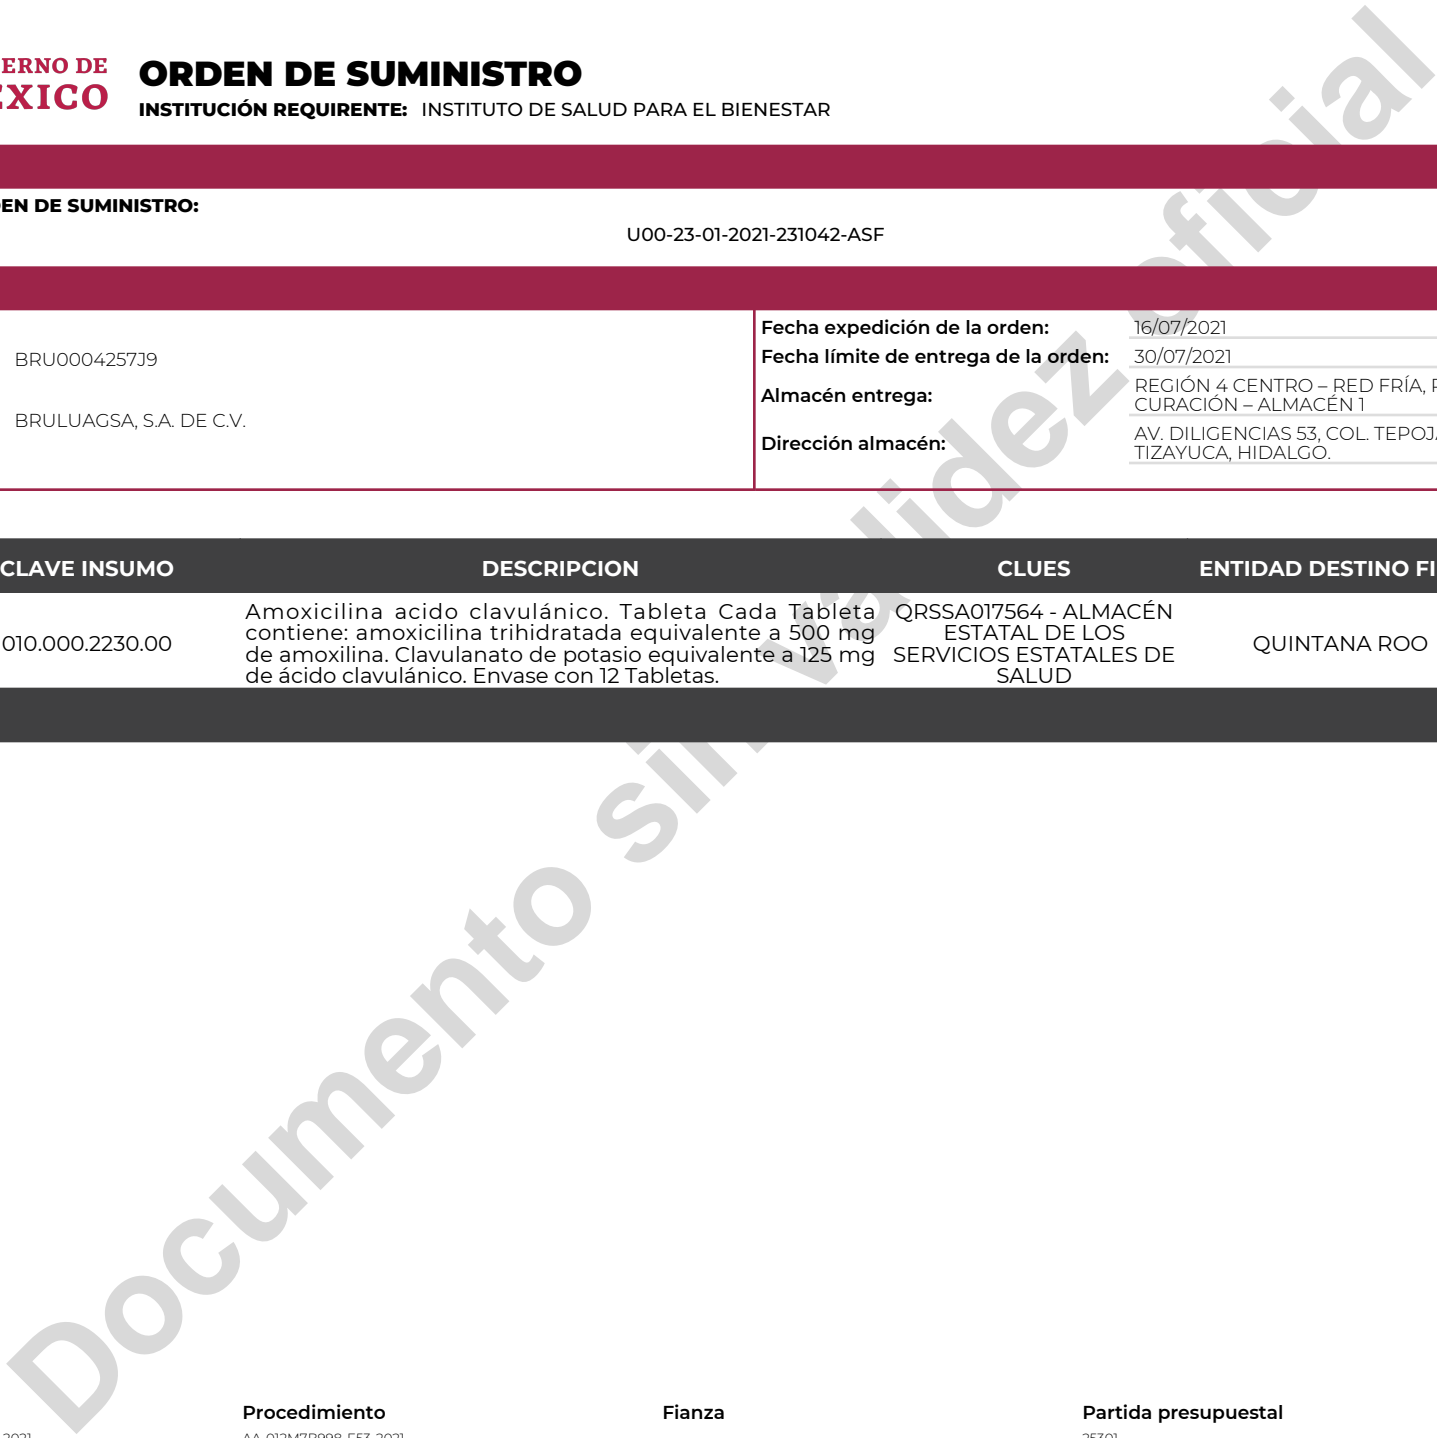 ERNO DE
ÉXICO
ORDEN DE SUMINISTRO
INSTITUCIÓN REQUIRENTE: INSTITUTO DE SALUD PARA EL BIENESTAR
EN DE SUMINISTRO:
U00-23-01-2021-231042-ASF
BRU0004257J9
BRULUAGSA, S.A. DE C.V.
Fecha expedición de la orden: 16/07/2021
Fecha límite de entrega de la orden: 30/07/2021
Almacén entrega: REGIÓN 4 CENTRO – RED FRÍA,
CURACIÓN – ALMACÉN 1
Dirección almacén: AV. DILIGENCIAS 53, COL. TEPOJ
TIZAYUCA, HIDALGO.
CLAVE INSUMO DESCRIPCION CLUES ENTIDAD DESTINO FI
010.000.2230.00
Amoxicilina acido clavulánico. Tableta Cada Tableta
contiene: amoxicilina trihidratada equivalente a 500 mg
de amoxilina. Clavulanato de potasio equivalente a 125 mg
de ácido clavulánico. Envase con 12 Tabletas.
QRSSA017564 - ALMACÉN
ESTATAL DE LOS
SERVICIOS ESTATALES DE
SALUD
QUINTANA ROO
Documento sin validez oficial
Procedimiento Fianza Partida presupuestal